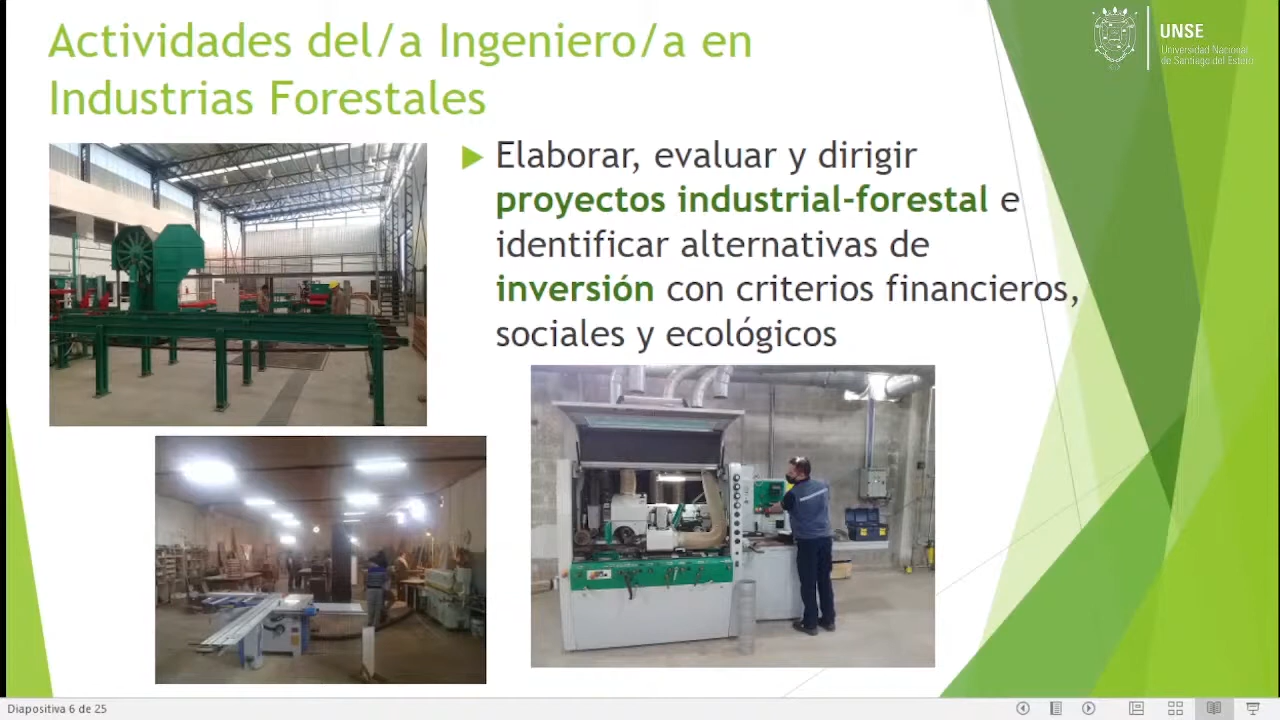 Actividades del/a Ingeniero/a en
Industrias Forestales
UNSE
Universidad Nacional
de Santiago del Estero
Elaborar, evaluar y dirigir
proyectos industrial-forestal e
identificar alternativas de
inversión con criterios financieros,
sociales y ecológicos
Diapositiva 6 de 25